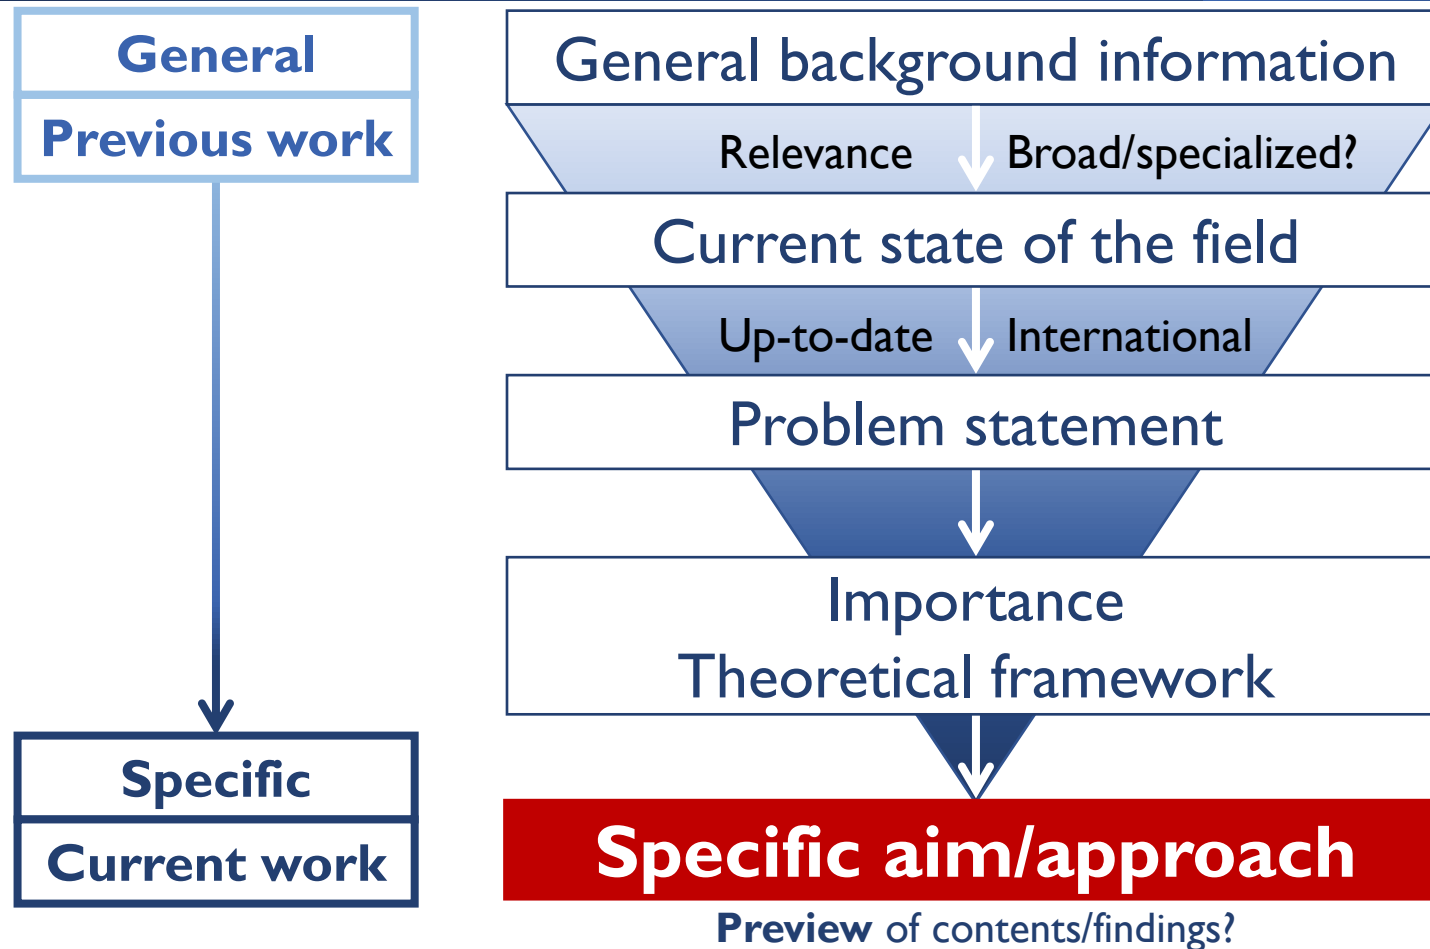 General
Previous work
Specific
Current work
General background information
Relevance Broad/specialized?
Current state of the field
Up-to-date International
Problem statement
Importance
Theoretical framework
Specific aim/approach
Preview of contents/findings?